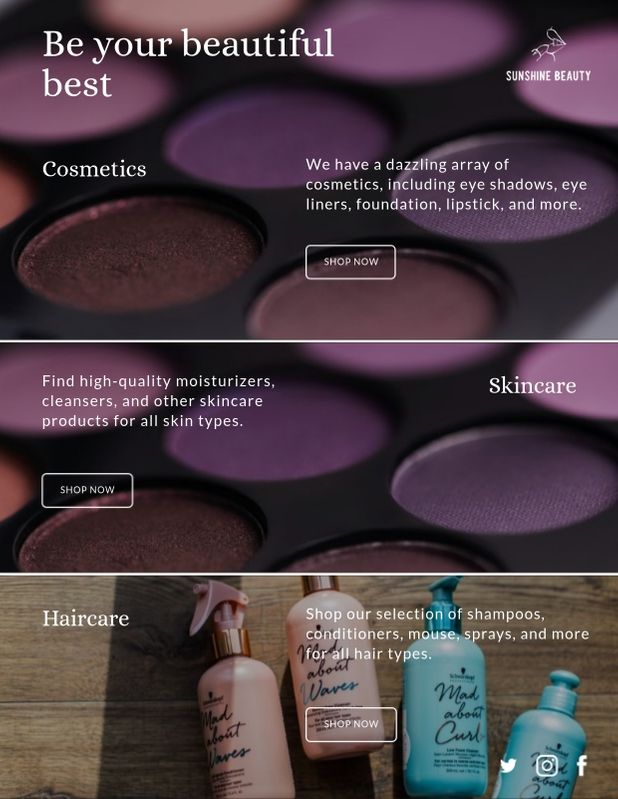 Be your beautiful
best
SUNSHINE BEAUTY
Cosmetics
We have a dazzling array of
cosmetics, including eye shadows, eye
liners, foundation, lipstick, and more.
SHOP NOW
Find high-quality moisturizers,
cleansers, and other skincare
products for all skin types.
Skincare
SHOP NOW
Haircare
Shop our selection of shampoos,
conditioners, mouse, sprays, and more
for all hair types.
SHOP NOW
Mad
about
Waves
Mad
about
Waves
Schwarzkopf
Mad
about
Curls
Mad
about